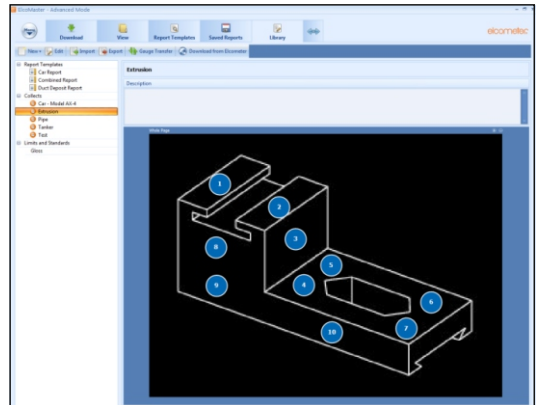 ElcoMaster - Advanced Mode
Download
View
Report Templates
Saved Reports
Library
elcometer
New
Edit
Import
Export
Gauge Transfer
Download from Elcometer
Report Templates
Car Report
Combined Report
Duct Deposit Report
Collects
Car - Model AX-4
Extrusion
Pipe
Tanker
Test
Limits and Standards
Gloss
Extrusion
Description
Whole Page
1
2
3
8
5
9
4
6
7
10